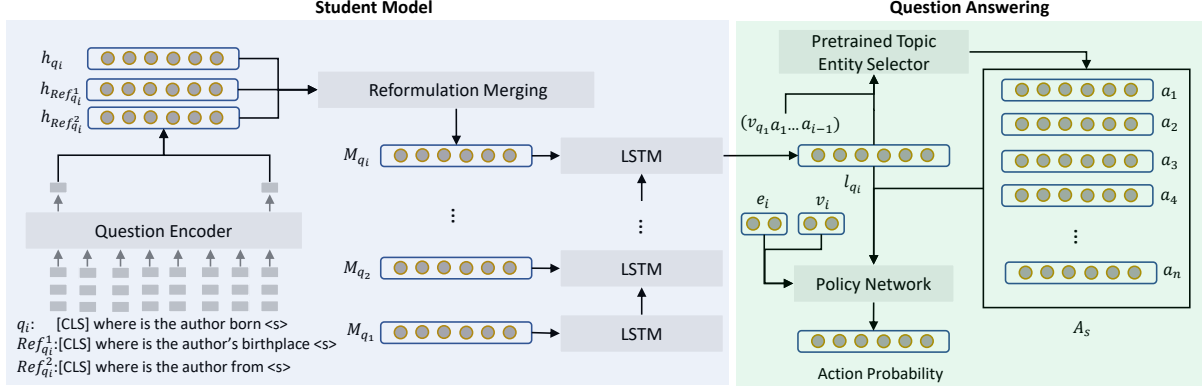 Student Model
Question Answering
h_{q_i}
h_{Ref^1_{q_i}}
h_{Ref^2_{q_i}}
Reformulation Merging
M_{q_i}
LSTM
...
...
M_{q_2}
LSTM
M_{q_1}
LSTM
Question Encoder
q_i: [CLS] where is the author born <s>
Ref^1_{q_i}:[CLS] where is the author's birthplace <s>
Ref^2_{q_i}:[CLS] where is the author from <s>
Pretrained Topic
Entity Selector
(v_{q_1}a_1... a_{i-1})
l_{q_i}
e_i
v_i
Policy Network
Action Probability
a_1
a_2
a_3
a_4
...
a_n
A_s